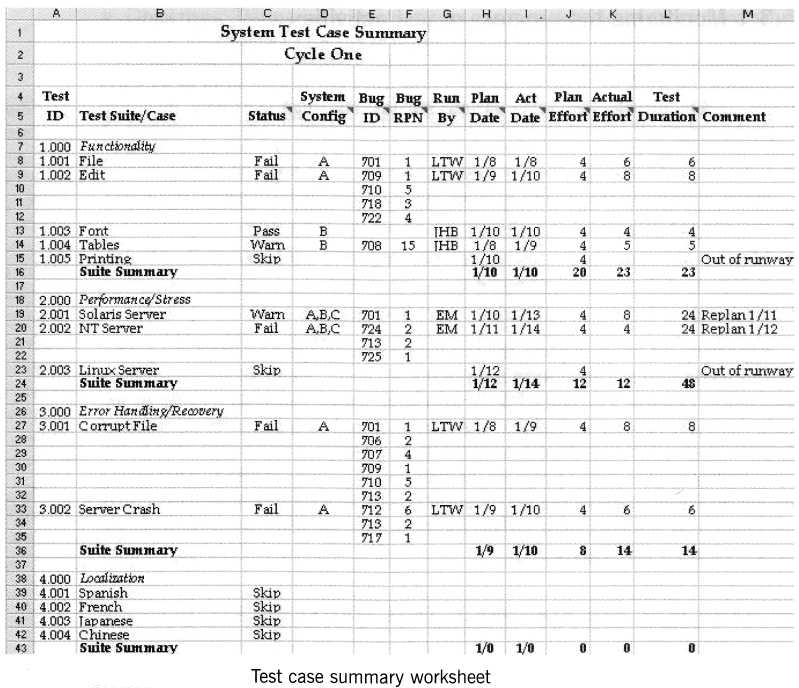 A B C D E F G H I J K L M
1 System Test Case Summary
2 Cycle One
3
4 Test System Bug Bug Run Plan Act Plan Actual Test
5 ID Test Suite/Case Status Config ID RPN By Date Date Effort Effort Duration Comment
6
7 1.000 Functionality
8 1.001 File Fail A 701 1 LTW 1/8 1/8 4 6 6
9 1.002 Edit Fail A 709 1 LTW 1/9 1/10 4 8 8
10 710 5
11 718 3
12 722 4
13 1.003 Font Pass B JHB 1/10 1/10 4 4 4
14 1.004 Tables Warn B 708 15 JHB 1/8 1/9 4 5 5
15 1.005 Printing Skip 1/10 4 Out of runway
16 Suite Summary 1/10 1/10 20 23 23
17
18 2.000 Performance/Stress
19 2.001 Solaris Server Warn A,B,C 701 1 EM 1/10 1/13 4 8 24 Replan 1/11
20 2.002 NT Server Fail A,B,C 724 2 EM 1/11 1/14 4 4 24 Replan 1/12
21 713 2
22 725 1
23 2.003 Linux Server Skip 1/12 4 Out of runway
24 Suite Summary 1/12 1/14 12 12 48
25
26 3.000 Error Handling/Recovery
27 3.001 Corrupt File Fail A 701 1 LTW 1/8 1/9 4 8 8
28 706 2
29 707 4
30 709 1
31 710 5
32 713 2
33 3.002 Server Crash Fail A 712 6 LTW 1/9 1/10 4 6 6
34 713 2
35 717 1
36 Suite Summary 1/9 1/10 8 14 14
37
38 4.000 Localization
39 4.001 Spanish Skip
40 4.002 French Skip
41 4.003 Japanese Skip
42 4.004 Chinese Skip
43 Suite Summary 1/0 1/0 0 0 0
Test case summary worksheet